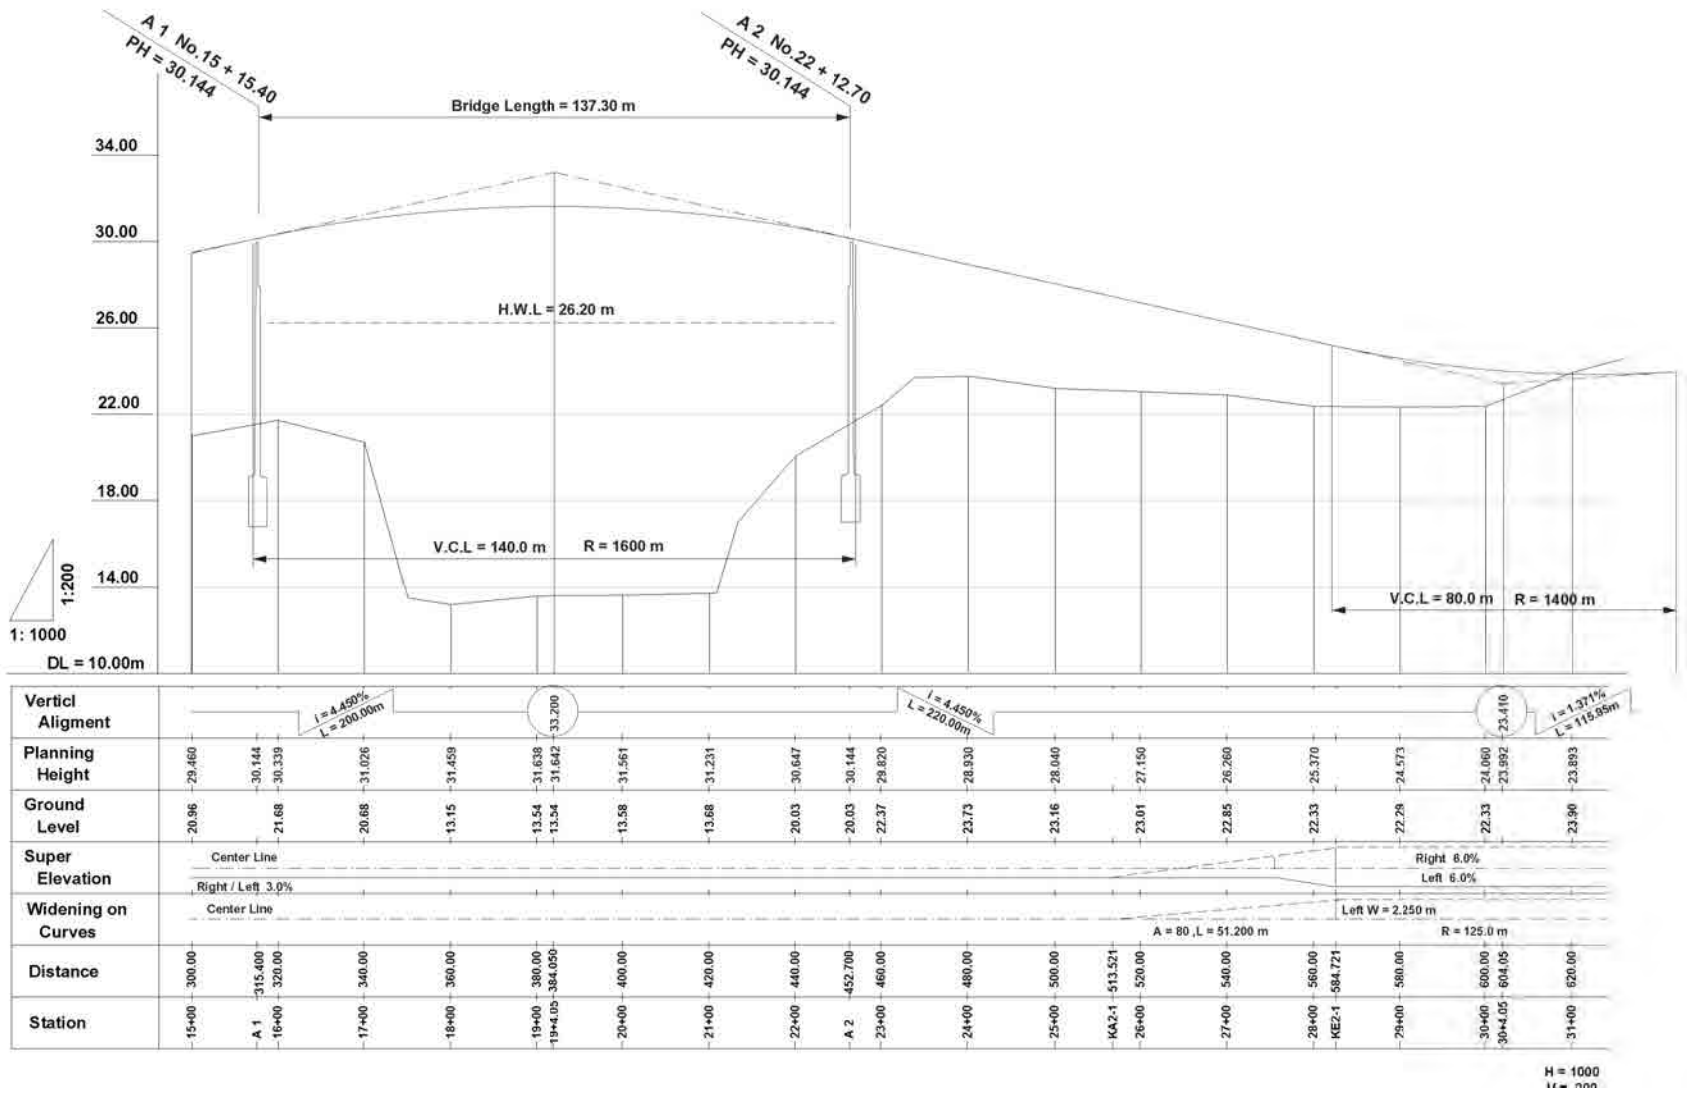 A 1 No.15 + 15.40
PH = 30.144
A 2 No.22 + 12.70
PH = 30.144
Bridge Length = 137.30 m
34.00
30.00
H.W.L = 26.20 m
26.00
22.00
18.00
V.C.L = 140.0 m R = 1600 m
14.00
1:200
V.C.L = 80.0 m R = 1400 m
1: 1000
DL = 10.00m
Verticl Aligment
i = 4.450%
L = 200.00m
33.200
i = 4.450%
L = 220.00m
23.410
i = 1.371%
L = 115.85m
Planning Height
29.460 30.144 30.339 31.026 31.459 31.638 31.642 31.561 31.231 30.647 30.144 29.820 28.930 28.040 27.150 26.260 25.370 24.573 24.060 23.992 23.893
Ground Level
20.96 21.68 20.68 13.15 13.54 13.54 13.58 13.68 20.03 20.03 22.37 23.73 23.16 23.01 22.85 22.33 22.29 22.33 23.90
Super Elevation
Center Line
Right / Left 3.0%
Right 6.0%
Left 6.0%
Widening on Curves
Center Line
Left W = 2.250 m
A = 80 ,L = 51.200 m
R = 125.0 m
Distance
300.00 315.400 320.00 340.00 360.00 380.00 384.050 400.00 420.00 440.00 452.700 460.00 480.00 500.00 513.521 520.00 540.00 560.00 584.721 580.00 600.00 604.05 620.00
Station
15+00 A 1 16+00 17+00 18+00 19+00 19+4.05 20+00 21+00 22+00 A 2 23+00 24+00 25+00 KA2-1 26+00 27+00 28+00 KE2-1 29+00 30+00 30+4.05 31+00
H = 1000